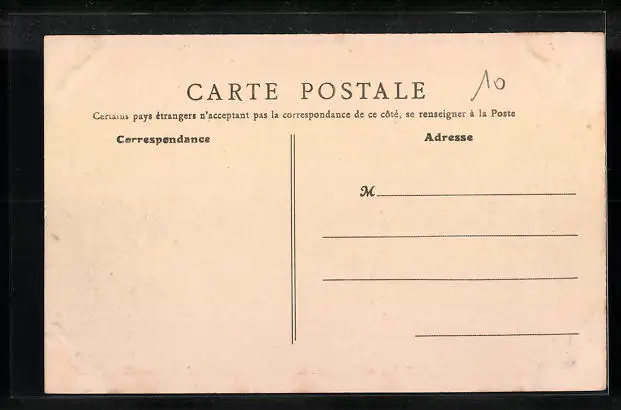 CARTE POSTALE 10
Certains pays étrangers n'acceptant pas la correspondance de ce côté, se renseigner à la Poste
Correspondance
Adresse
M